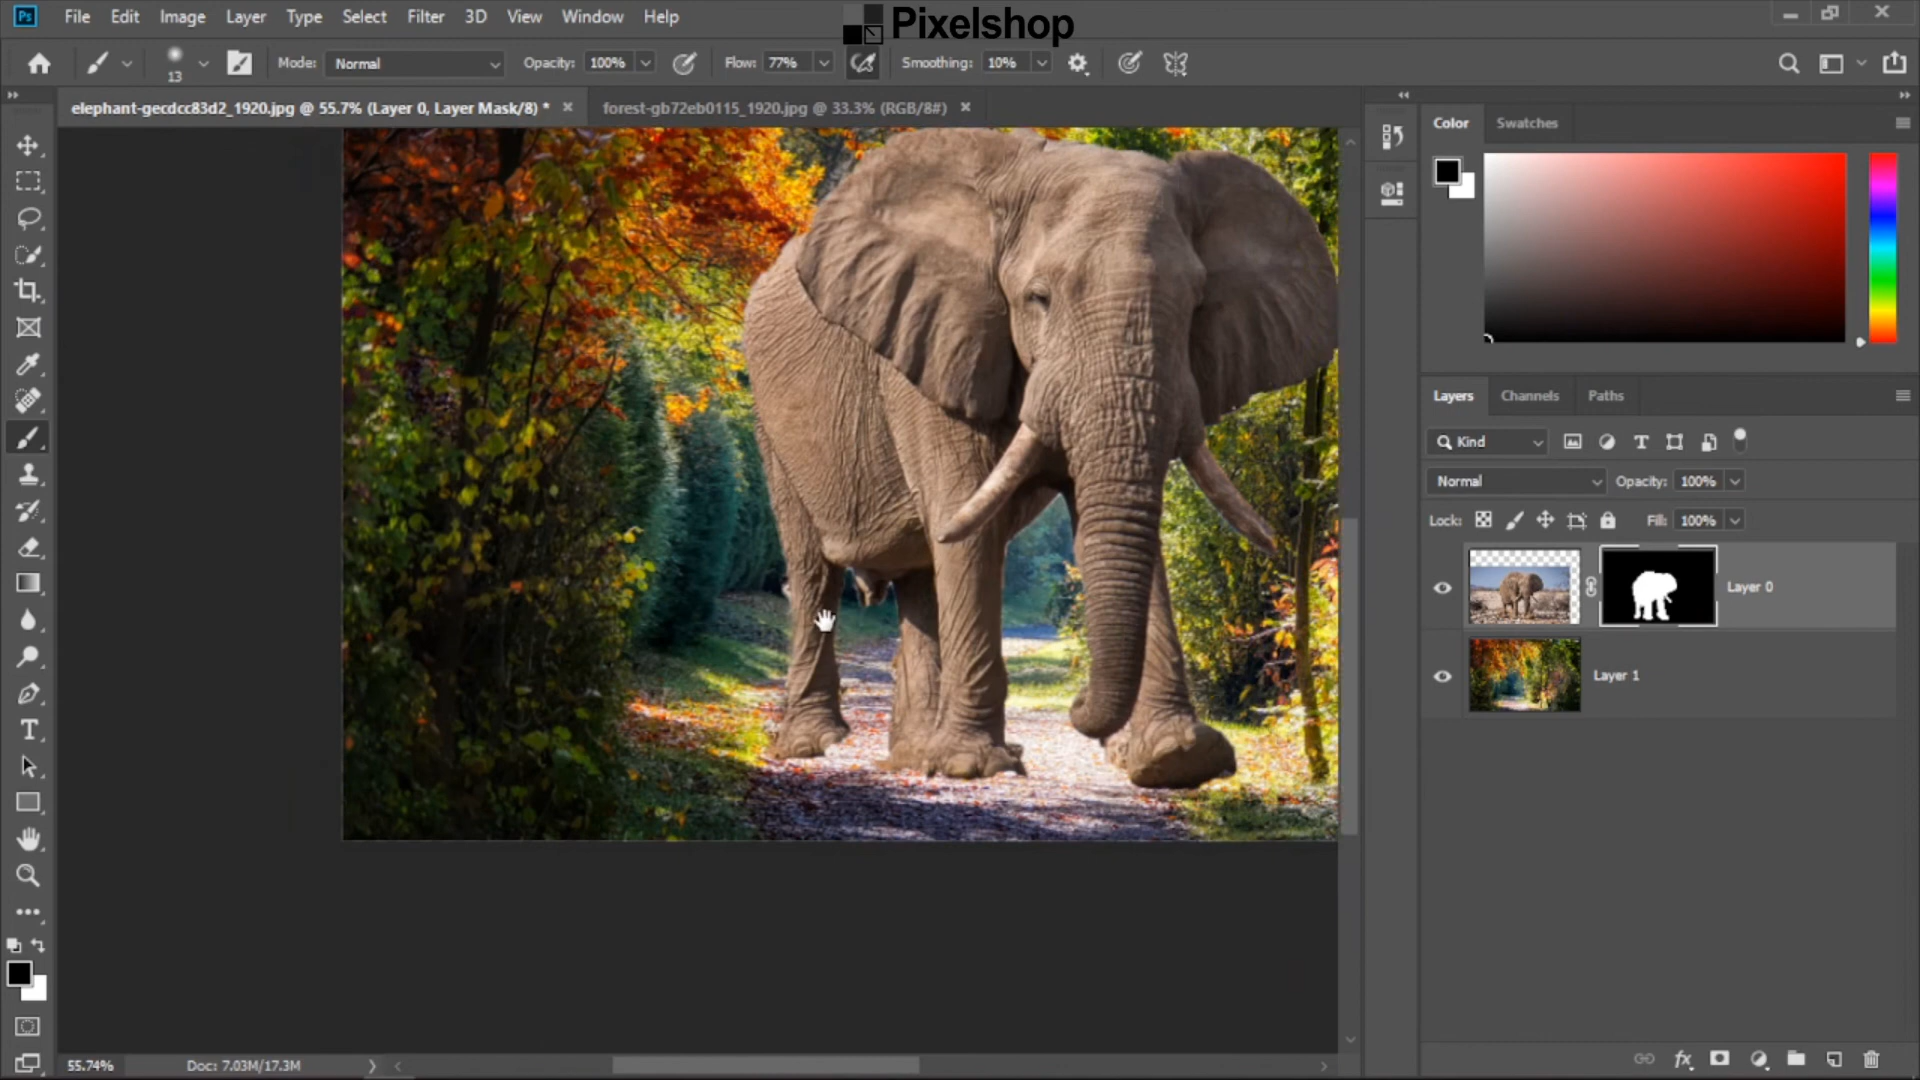 Ps File Edit Image Layer Type Select Filter 3D View Window Help
Pixelshop
13 Mode: Normal Opacity: 100% Flow: 77% Smoothing: 10%
elephant-gecdcc83d2_1920.jpg @ 55.7% (Layer 0, Layer Mask/8) * × forest-gb72eb0115_1920.jpg @ 33.3% (RGB/8#) ×
Color Swatches
Layers Channels Paths
Kind
Normal Opacity: 100%
Lock: Fill: 100%
Layer 0
Layer 1
55.74% Doc: 7.03M/17.3M